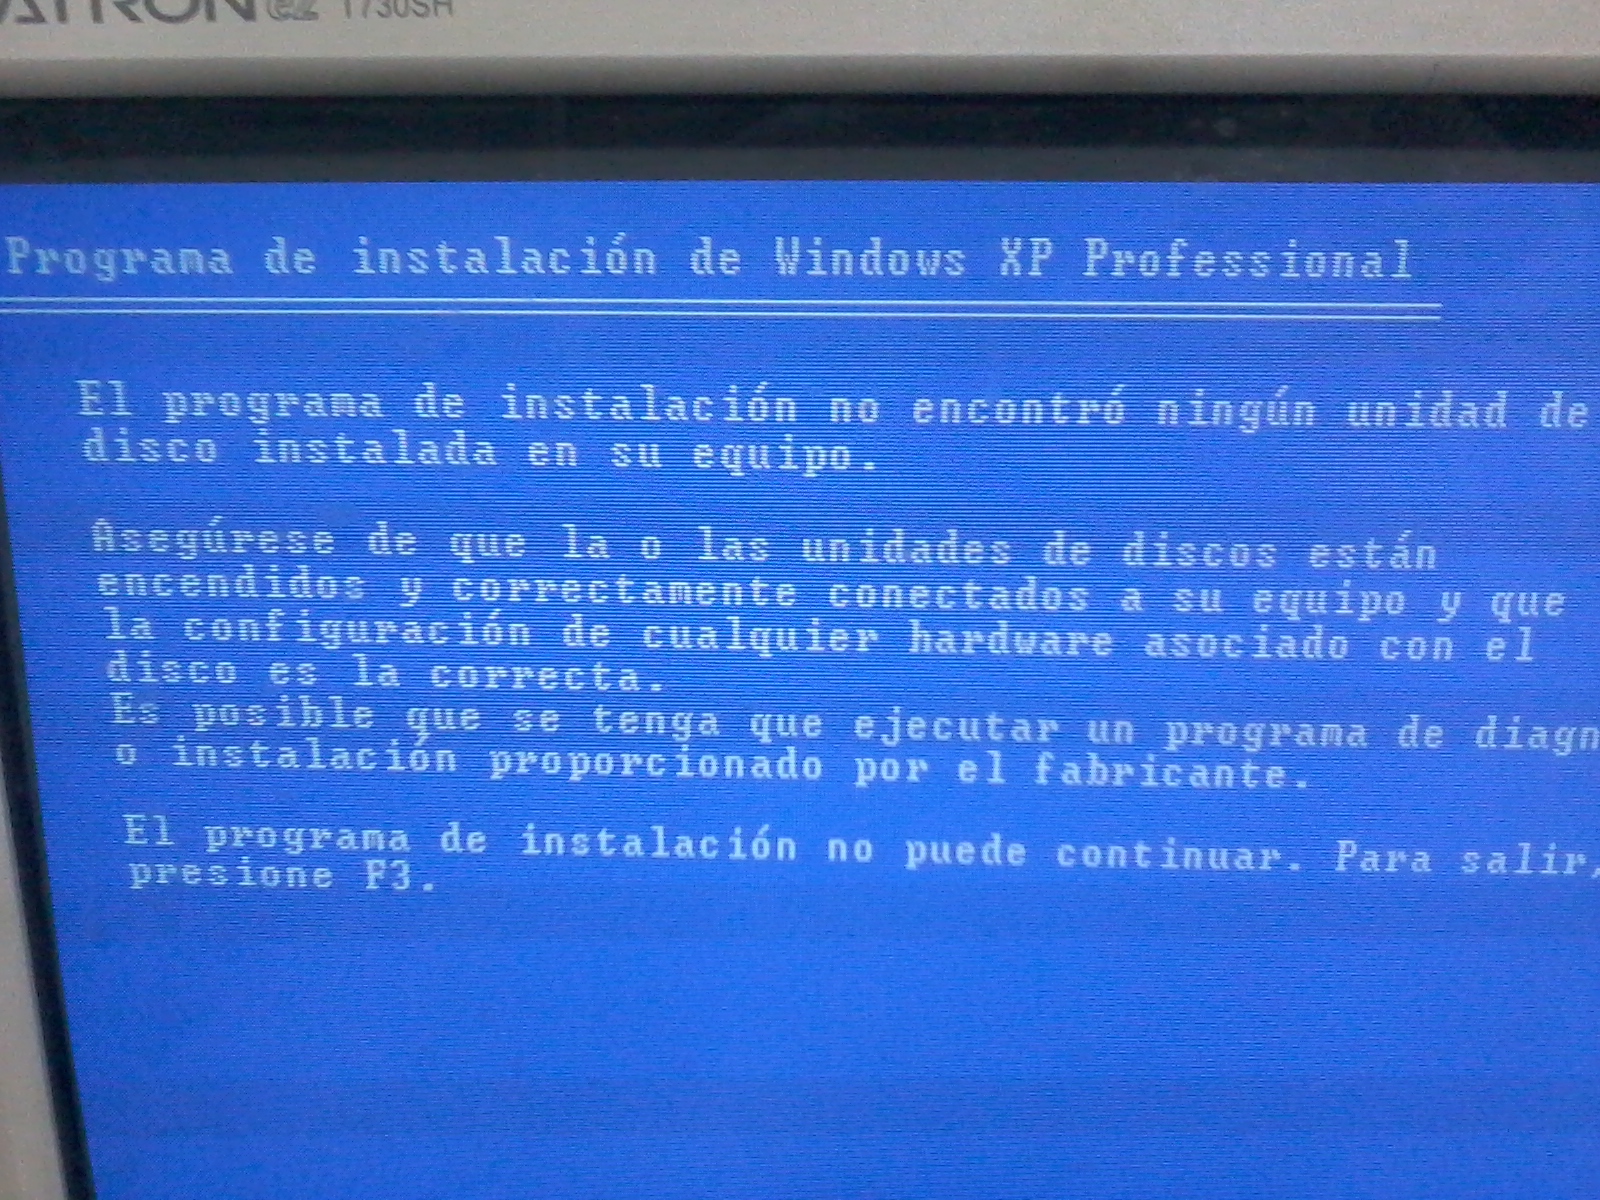 1730SH
Programa de instalación de Windows XP Professional
El programa de instalación no encontró ningún unidad de
disco instalada en su equipo.
Asegúrese de que la o las unidades de discos están
encendidos y correctamente conectados a su equipo y que
la configuración de cualquier hardware asociado con el
disco es la correcta.
Es posible que se tenga que ejecutar un programa de diagn
o instalación proporcionado por el fabricante.
El programa de instalación no puede continuar. Para salir,
presione F3.